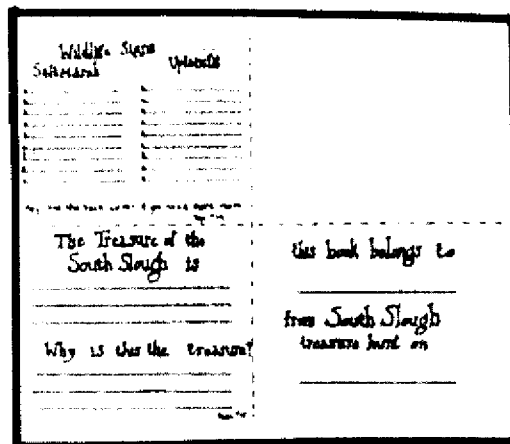 Wildlife Signs
Saltmarsh
Uplands
The Treasure of the
South Slough is
Why is this the treasure?
this book belongs to
from South Slough
treasure hunt on